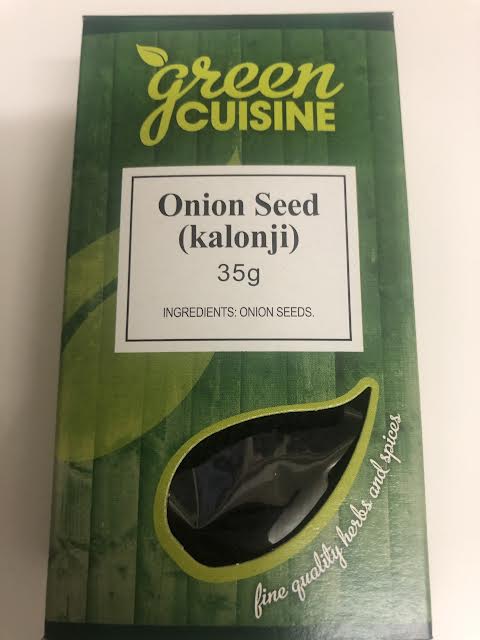 green
CUISINE
Onion Seed
(kalonji)
35g
INGREDIENTS: ONION SEEDS.
fine quality herbs and spices